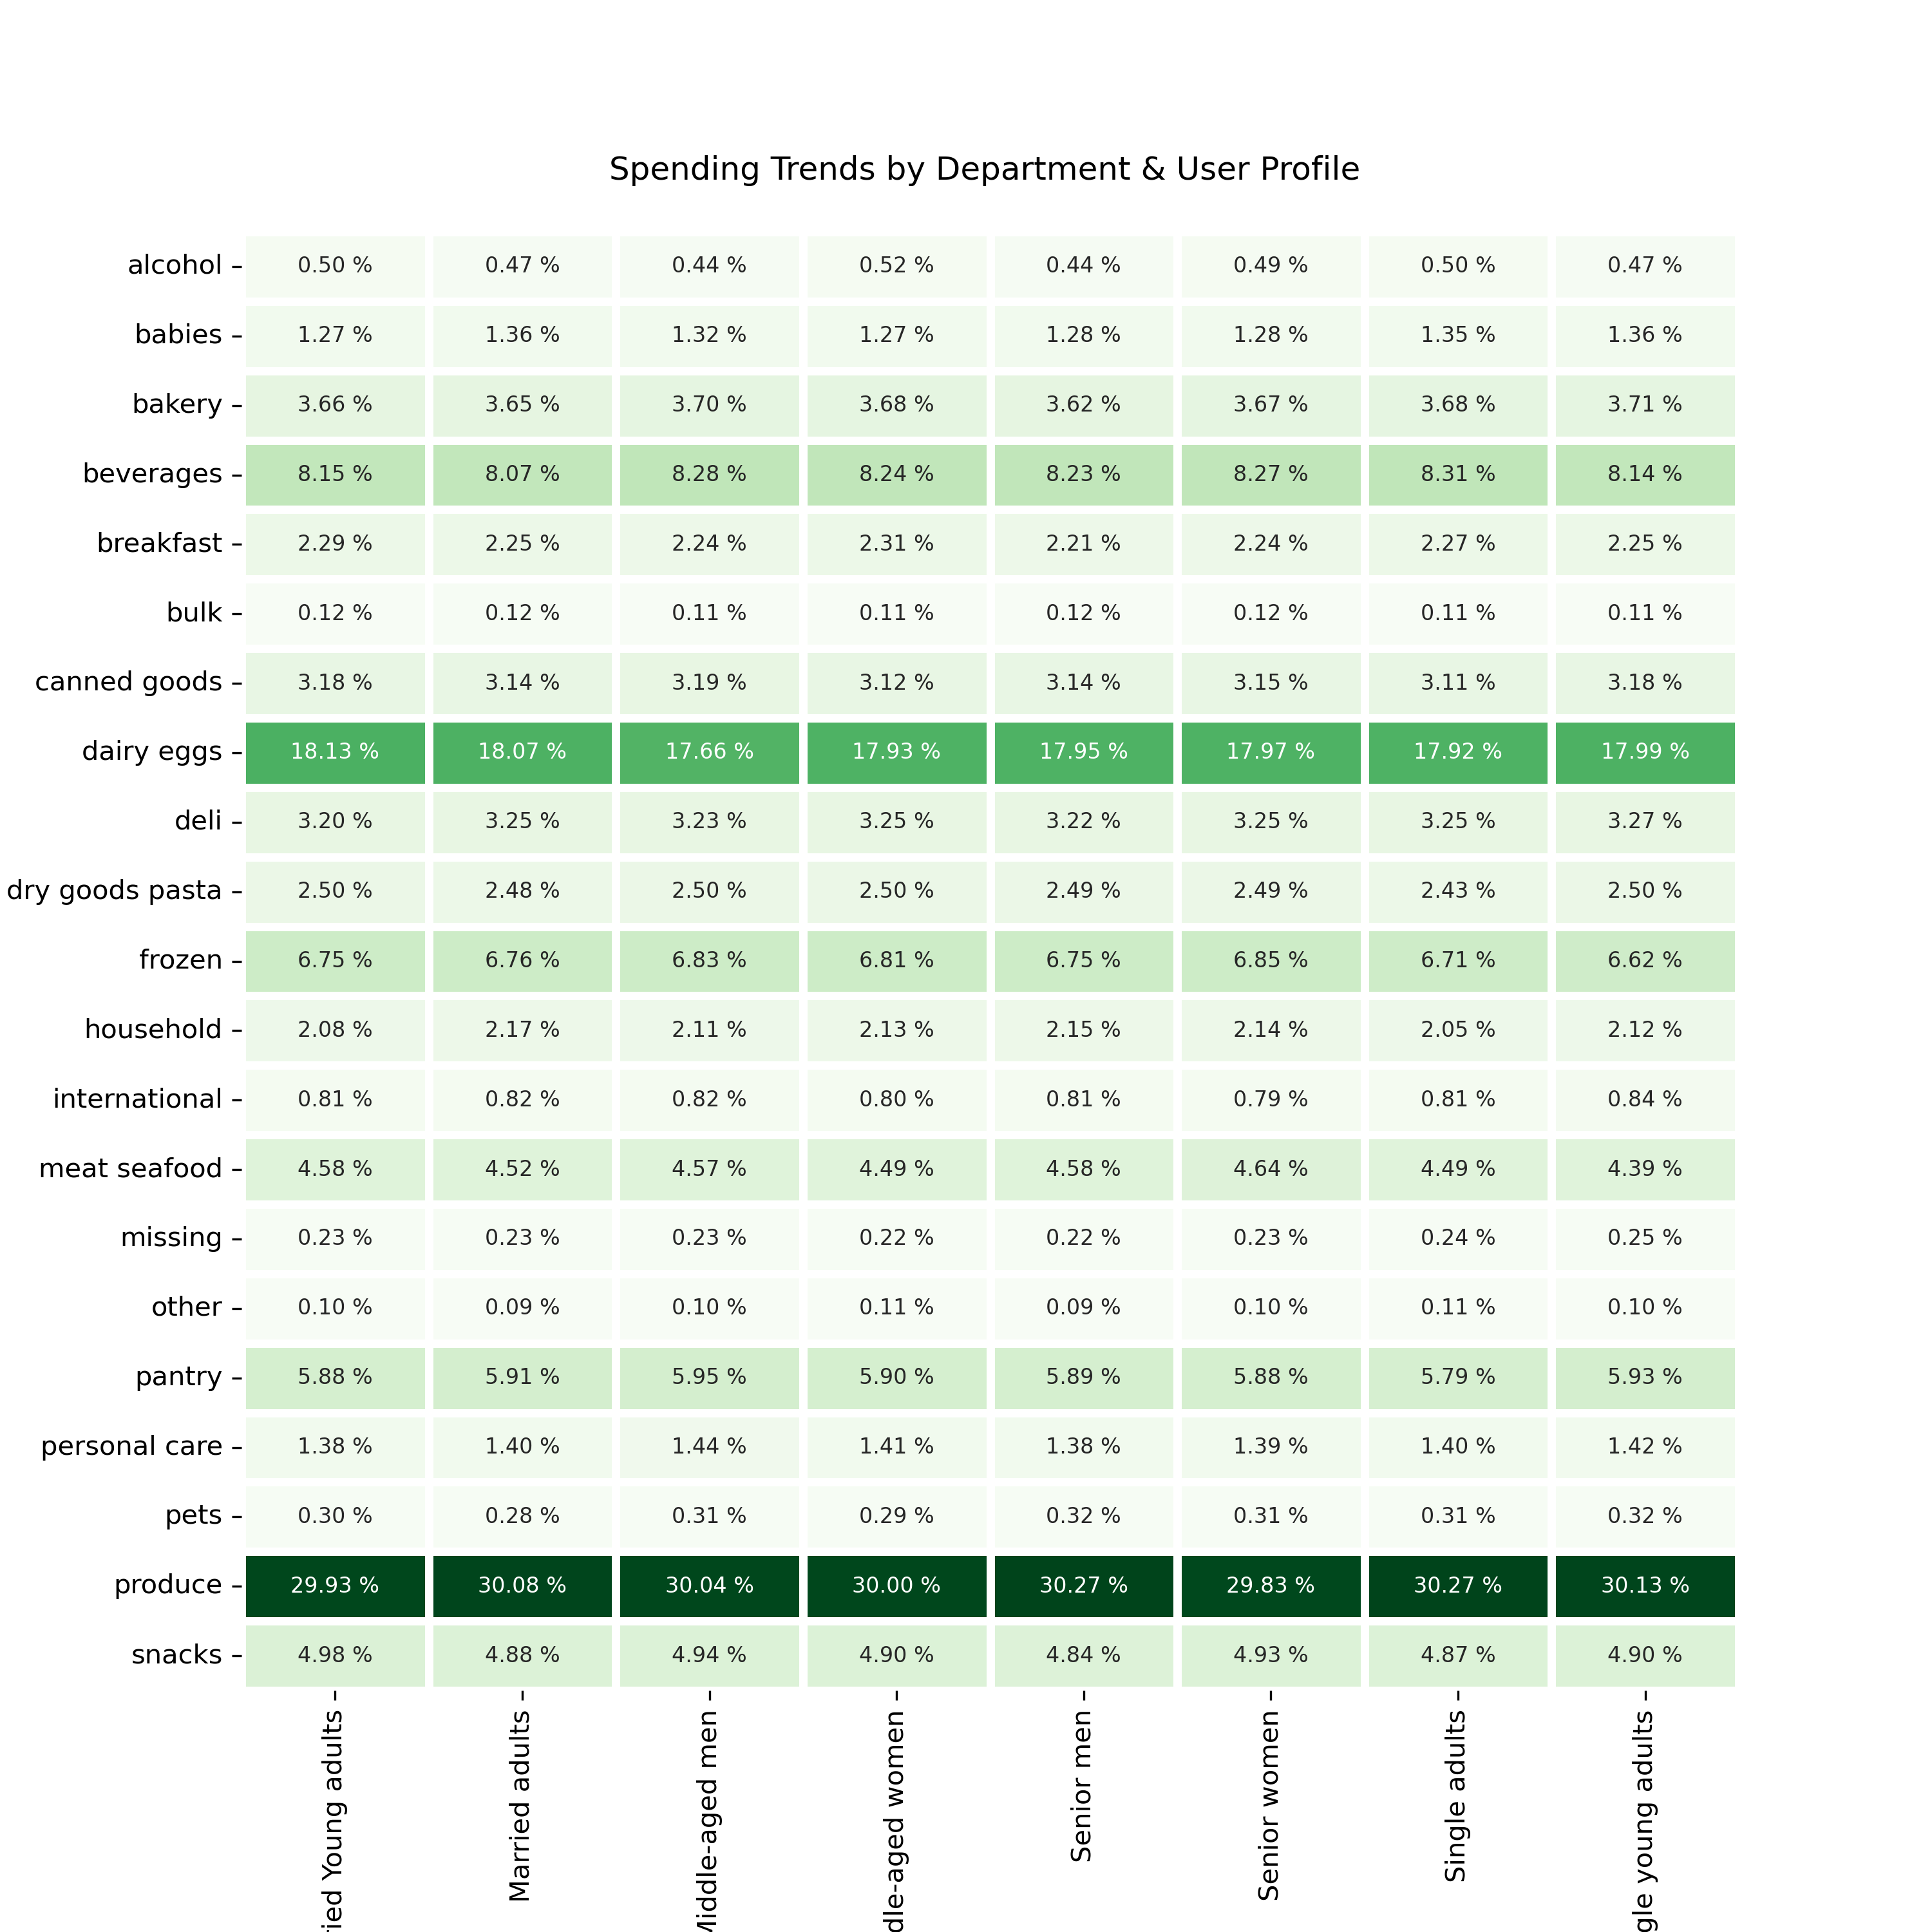 Spending Trends by Department & User Profile
alcohol 0.50 % 0.47 % 0.44 % 0.52 % 0.44 % 0.49 % 0.50 % 0.47 %
babies 1.27 % 1.36 % 1.32 % 1.27 % 1.28 % 1.28 % 1.35 % 1.36 %
bakery 3.66 % 3.65 % 3.70 % 3.68 % 3.62 % 3.67 % 3.68 % 3.71 %
beverages 8.15 % 8.07 % 8.28 % 8.24 % 8.23 % 8.27 % 8.31 % 8.14 %
breakfast 2.29 % 2.25 % 2.24 % 2.31 % 2.21 % 2.24 % 2.27 % 2.25 %
bulk 0.12 % 0.12 % 0.11 % 0.11 % 0.12 % 0.12 % 0.11 % 0.11 %
canned goods 3.18 % 3.14 % 3.19 % 3.12 % 3.14 % 3.15 % 3.11 % 3.18 %
dairy eggs 18.13 % 18.07 % 17.66 % 17.93 % 17.95 % 17.97 % 17.92 % 17.99 %
deli 3.20 % 3.25 % 3.23 % 3.25 % 3.22 % 3.25 % 3.25 % 3.27 %
dry goods pasta 2.50 % 2.48 % 2.50 % 2.50 % 2.49 % 2.49 % 2.43 % 2.50 %
frozen 6.75 % 6.76 % 6.83 % 6.81 % 6.75 % 6.85 % 6.71 % 6.62 %
household 2.08 % 2.17 % 2.11 % 2.13 % 2.15 % 2.14 % 2.05 % 2.12 %
international 0.81 % 0.82 % 0.82 % 0.80 % 0.81 % 0.79 % 0.81 % 0.84 %
meat seafood 4.58 % 4.52 % 4.57 % 4.49 % 4.58 % 4.64 % 4.49 % 4.39 %
missing 0.23 % 0.23 % 0.23 % 0.22 % 0.22 % 0.23 % 0.24 % 0.25 %
other 0.10 % 0.09 % 0.10 % 0.11 % 0.09 % 0.10 % 0.11 % 0.10 %
pantry 5.88 % 5.91 % 5.95 % 5.90 % 5.89 % 5.88 % 5.79 % 5.93 %
personal care 1.38 % 1.40 % 1.44 % 1.41 % 1.38 % 1.39 % 1.40 % 1.42 %
pets 0.30 % 0.28 % 0.31 % 0.29 % 0.32 % 0.31 % 0.31 % 0.32 %
produce 29.93 % 30.08 % 30.04 % 30.00 % 30.27 % 29.83 % 30.27 % 30.13 %
snacks 4.98 % 4.88 % 4.94 % 4.90 % 4.84 % 4.93 % 4.87 % 4.90 %
Young adults
Married adults
Middle-aged men
dle-aged women
Senior men
Senior women
Single adults
gle young adults